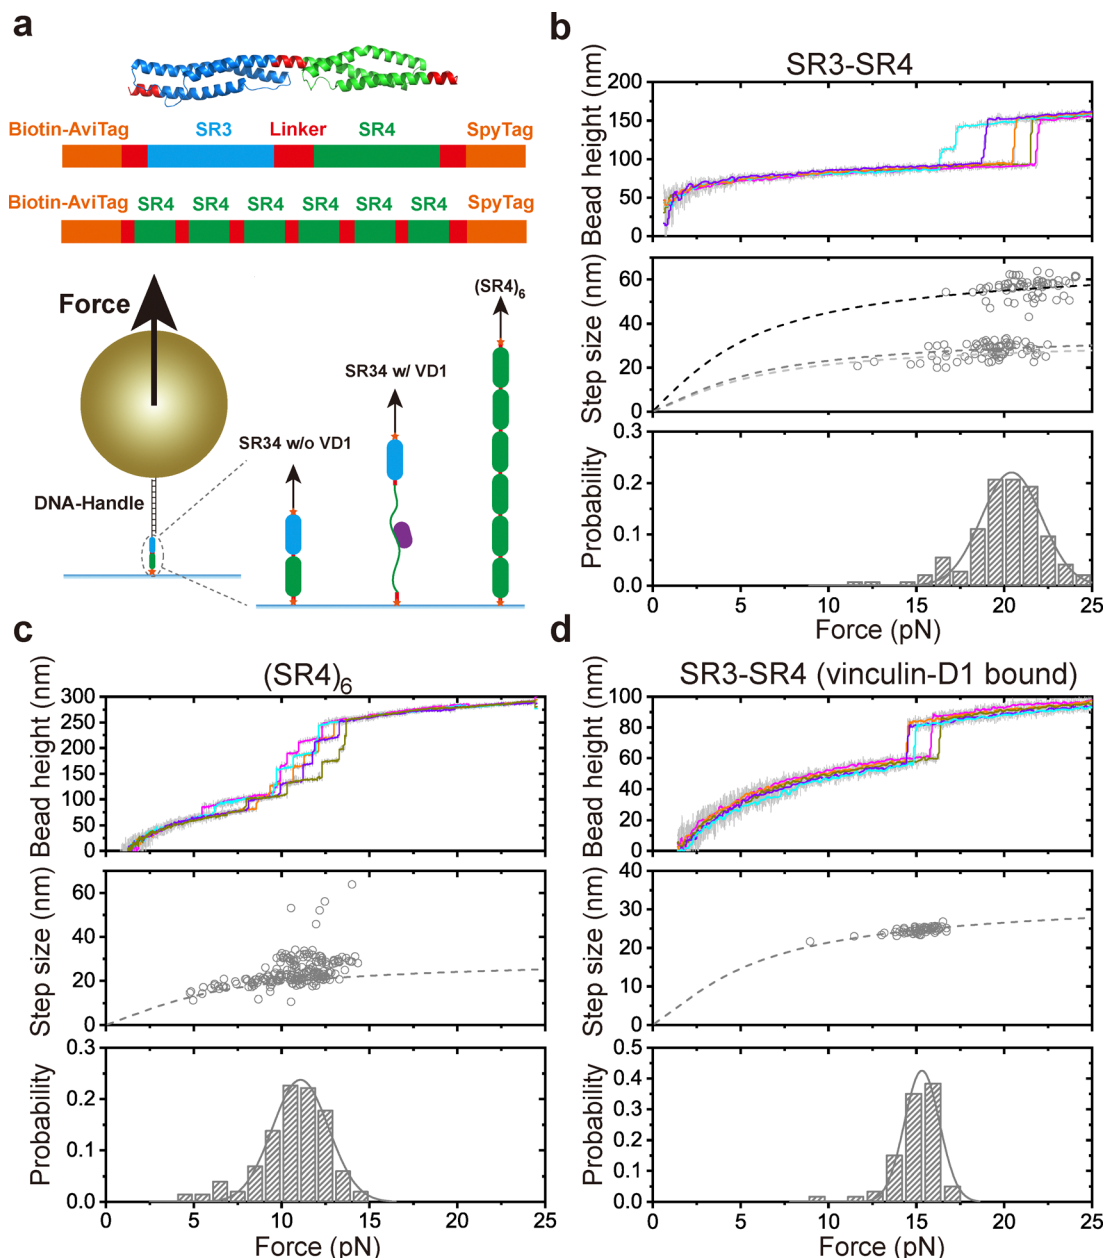 a
Biotin-AviTag SR3 Linker SR4 SpyTag
Biotin-AviTag SR4 SR4 SR4 SR4 SR4 SR4 SpyTag
Force
(SR4)6
SR34 w/ VD1
SR34 w/o VD1
DNA-Handle
b
SR3-SR4
Bead height (nm)
200
150
100
50
0
Step size (nm)
60
40
20
0
Probability
0.3
0.2
0.1
0.0
0 5 10 15 20 25
Force (pN)
c
(SR4)6
Bead height (nm)
300
250
200
150
100
50
0
Step size (nm)
60
40
20
0
Probability
0.3
0.2
0.1
0.0
0 5 10 15 20 25
Force (pN)
d
SR3-SR4 (vinculin-D1 bound)
Bead height (nm)
100
80
60
40
20
0
Step size (nm)
40
30
20
10
0
Probability
0.5
0.4
0.3
0.2
0.1
0.0
0 5 10 15 20 25
Force (pN)